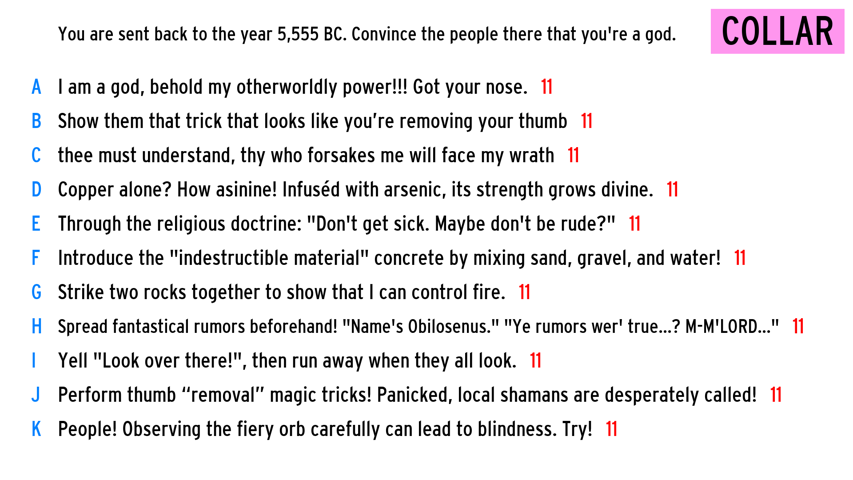 You are sent back to the year 5,555 BC. Convince the people there that you're a god.
COLLAR
A I am a god, behold my otherworldly power!!! Got your nose. 11
B Show them that trick that looks like you’re removing your thumb 11
C thee must understand, thy who forsakes me will face my wrath 11
D Copper alone? How asinine! Infuséd with arsenic, its strength grows divine. 11
E Through the religious doctrine: "Don't get sick. Maybe don't be rude?" 11
F Introduce the "indestructible material" concrete by mixing sand, gravel, and water! 11
G Strike two rocks together to show that I can control fire. 11
H Spread fantastical rumors beforehand! "Name's Obilosenus." "Ye rumors wer' true...? M-M'LORD..." 11
I Yell "Look over there!", then run away when they all look. 11
J Perform thumb “removal” magic tricks! Panicked, local shamans are desperately called! 11
K People! Observing the fiery orb carefully can lead to blindness. Try! 11